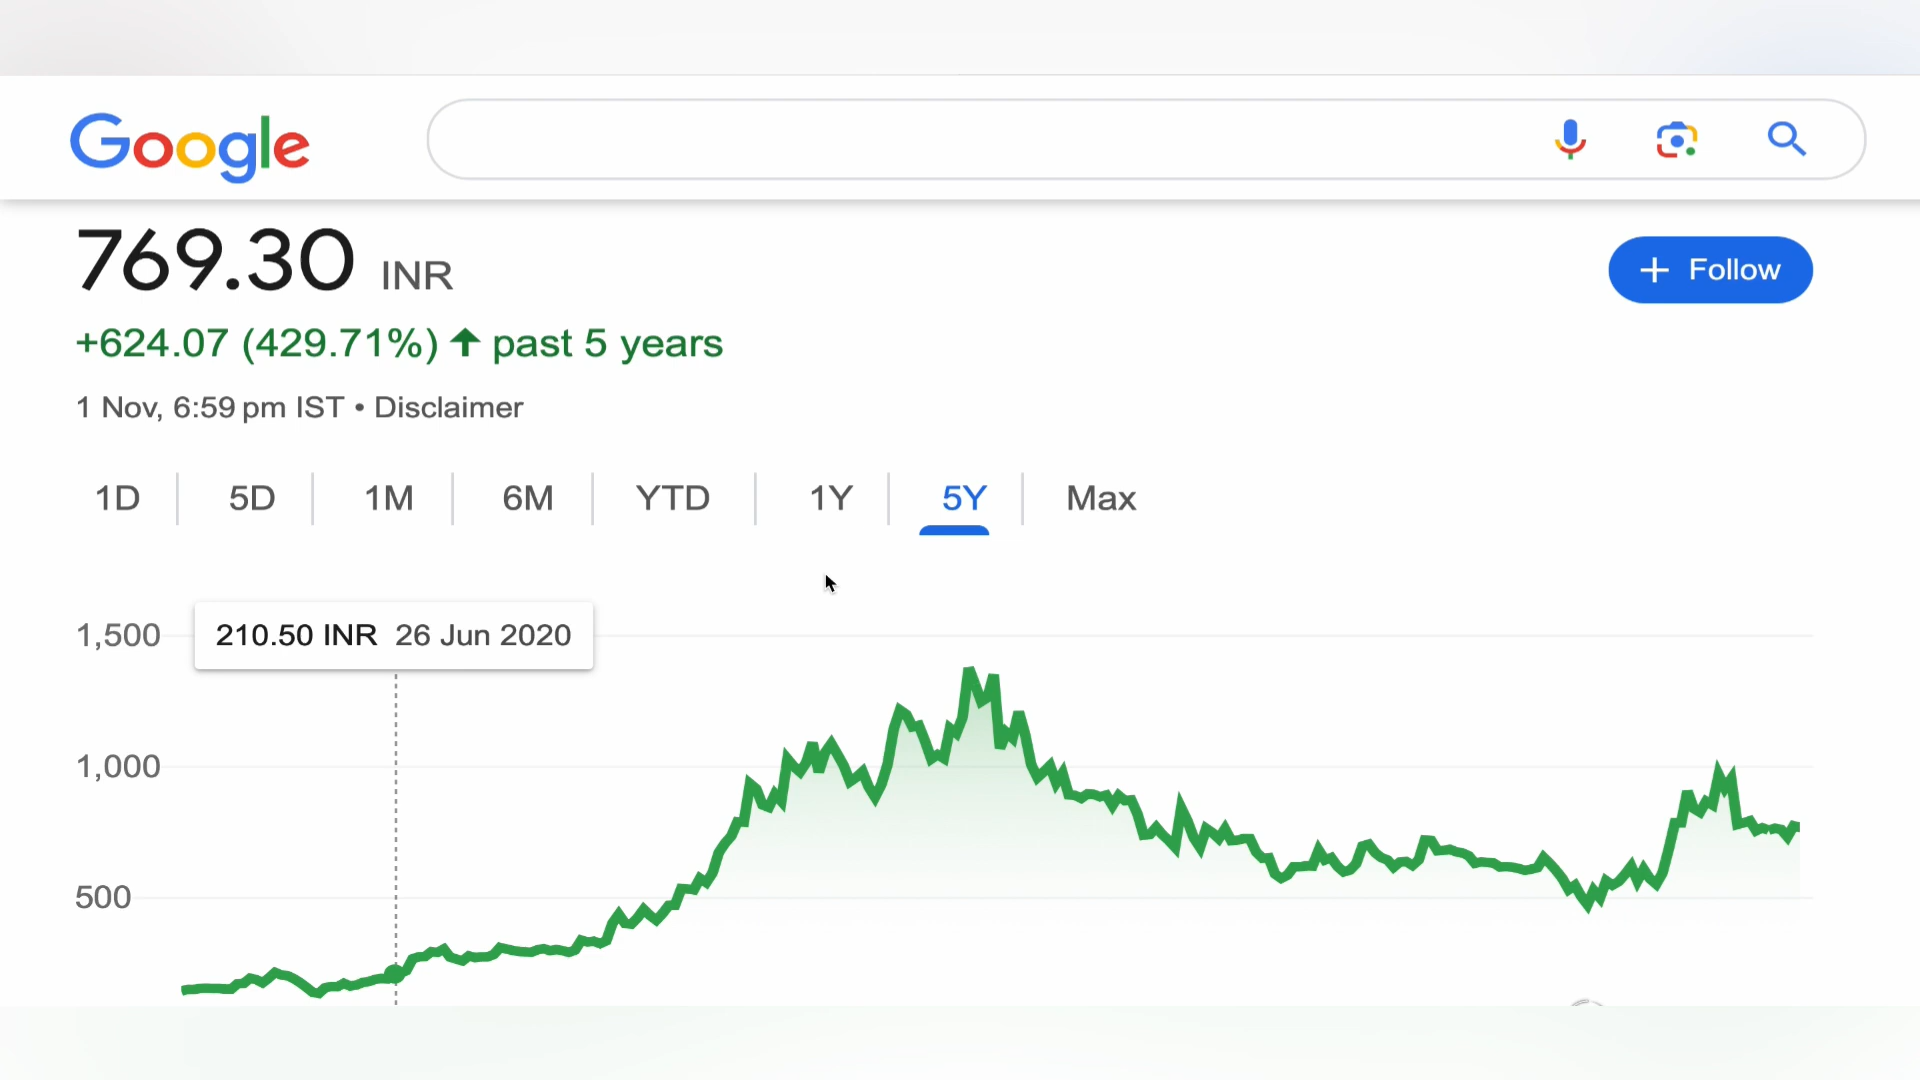 Google
769.30 INR
+ Follow
+624.07 (429.71%) ↑ past 5 years
1 Nov, 6:59 pm IST • Disclaimer
1D 5D 1M 6M YTD 1Y 5Y Max
1,500
210.50 INR 26 Jun 2020
1,000
500